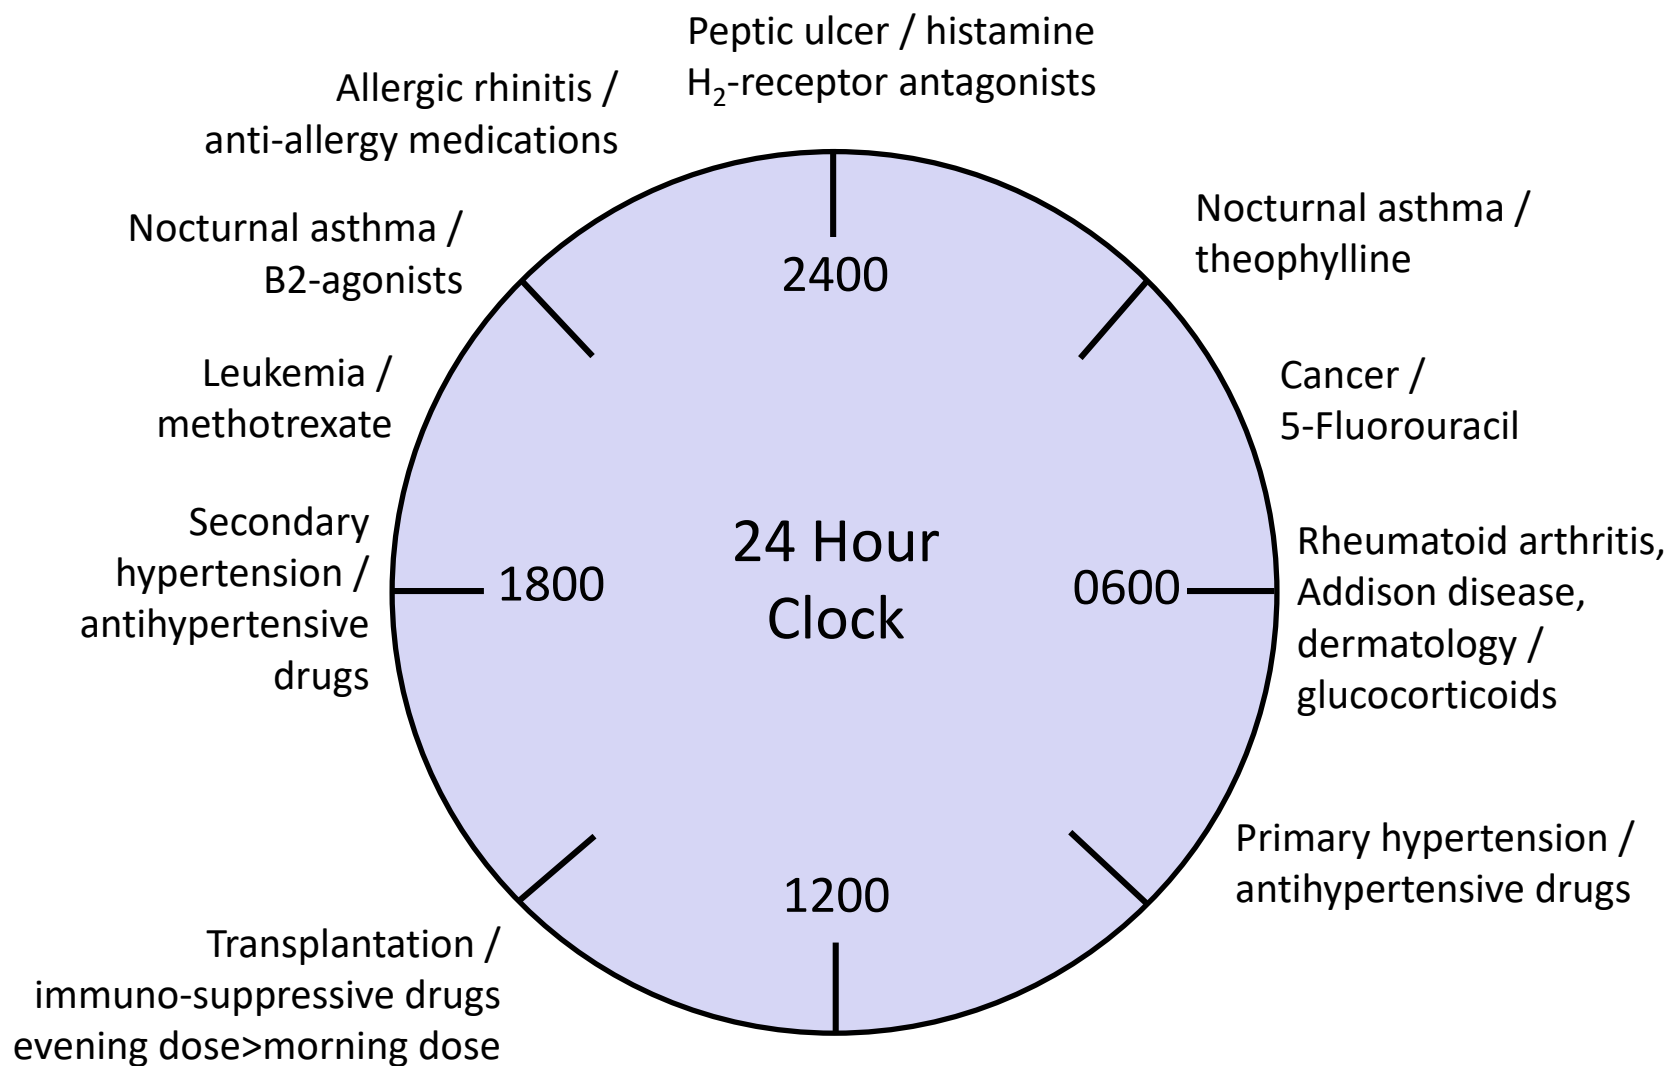 Peptic ulcer / histamine
H₂-receptor antagonists
Allergic rhinitis /
anti-allergy medications
Nocturnal asthma /
theophylline
Nocturnal asthma /
B2-agonists
2400
Leukemia /
methotrexate
Cancer /
5-Fluorouracil
Secondary
hypertension /
antihypertensive
drugs
1800
24 Hour
Clock
0600
Rheumatoid arthritis,
Addison disease,
dermatology /
glucocorticoids
Primary hypertension /
antihypertensive drugs
1200
Transplantation /
immuno-suppressive drugs
evening dose>morning dose